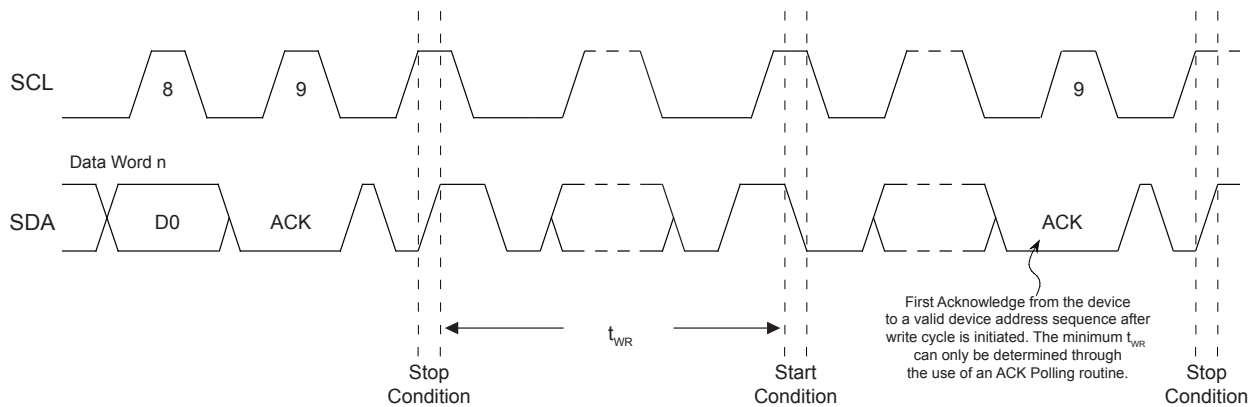 SCL
8
9
9
Data Word n
SDA
D0
ACK
ACK
First Acknowledge from the device
to a valid device address sequence after
write cycle is initiated. The minimum tWR
can only be determined through
the use of an ACK Polling routine.
tWR
Stop
Condition
Start
Condition
Stop
Condition